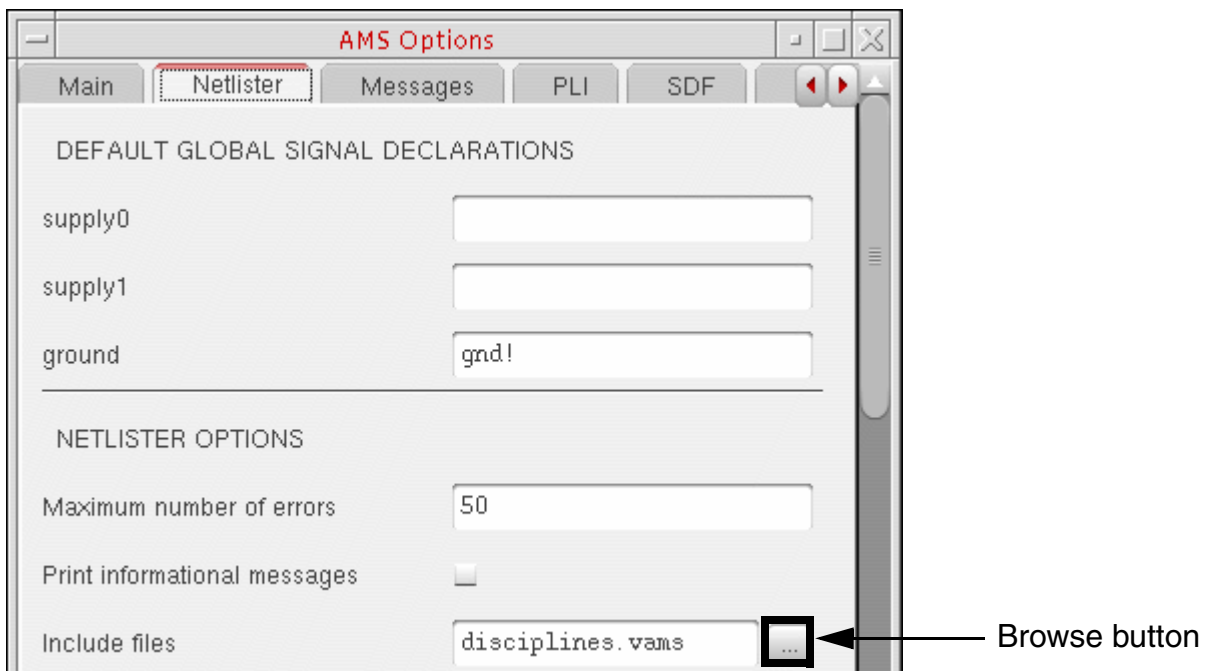 AMS Options
Main Netlister Messages PLI SDF
DEFAULT GLOBAL SIGNAL DECLARATIONS
supply0
supply1
ground gnd!
NETLISTER OPTIONS
Maximum number of errors 50
Print informational messages
Include files disciplines.vams ... Browse button